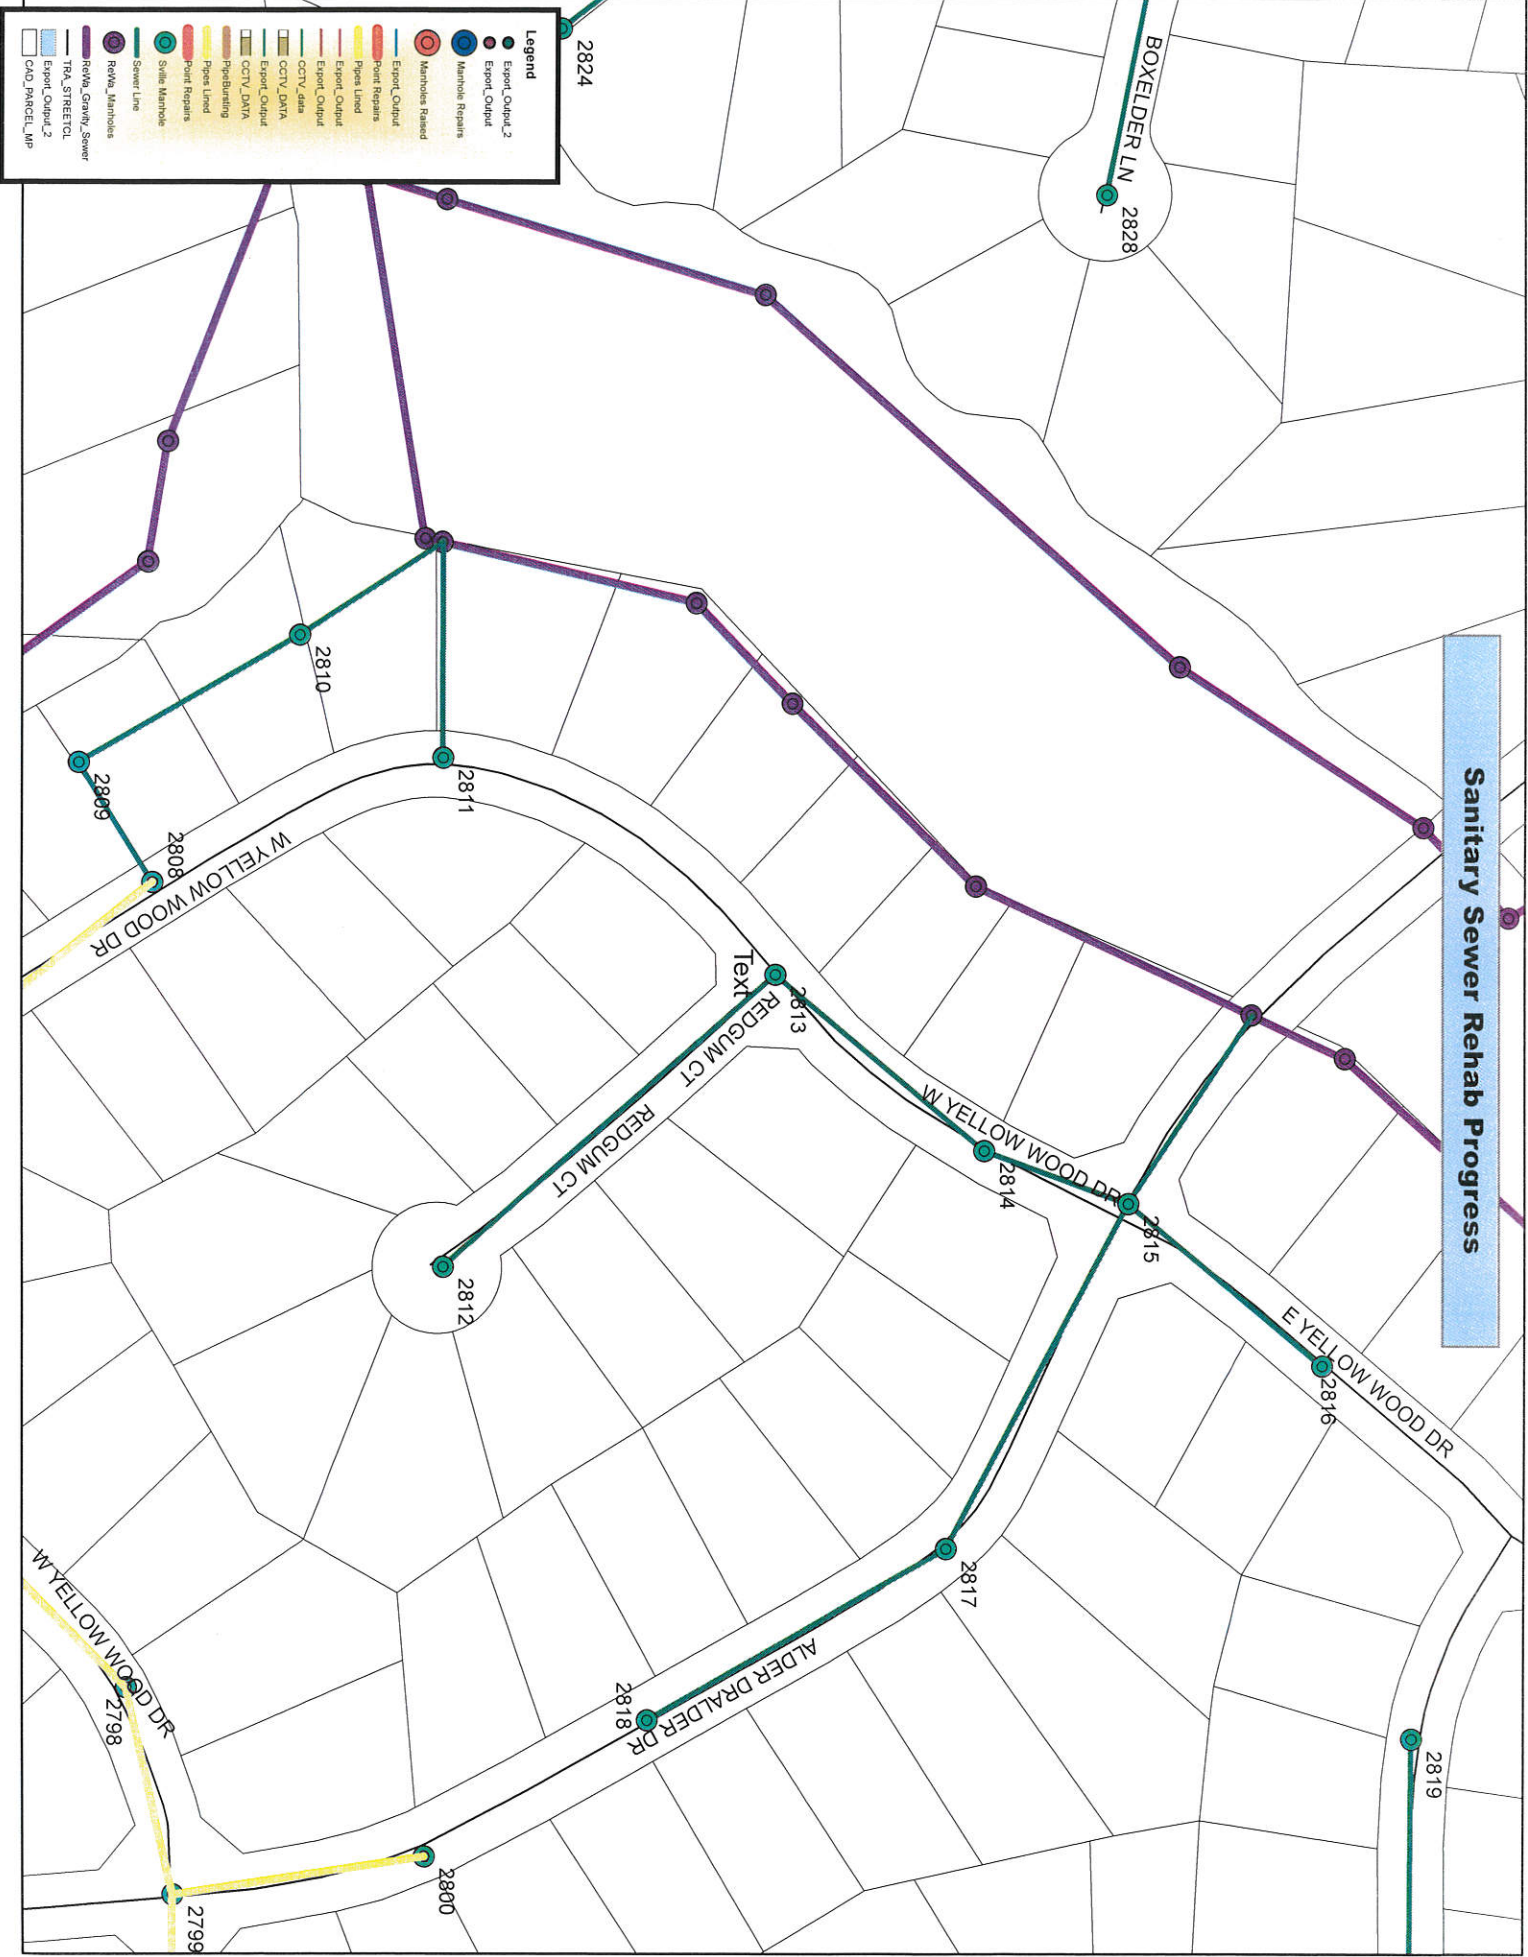 Sanitary Sewer Rehab Progress
BOXELDER LN
2828
2824
2816
E YELLOW WOOD DR
2815
W YELLOW WOOD DR
2814
2813
Text
REDGUM CT
REDGUM CT
2812
2811
2810
2809
2808
W YELLOW WOOD DR
2819
2817
ALDER DRALDER DR
2818
2800
2799
2798
W YELLOW WOOD DR
Legend
Export_Output_2
Export_Output
Manhole Repairs
Manholes Raised
Export_Output
Point Repairs
Pipes Lined
Export_Output
Export_Output
CCTV_data
CCTV_DATA
Export_Output
CCTV_DATA
PipeBursting
Pipes Lined
Point Repairs
Sville Manhole
Sewer Line
ReWa_Manholes
ReWa_Gravity_Sewer
TRA_STREETCL
Export_Output_2
CAD_PARCEL_MP